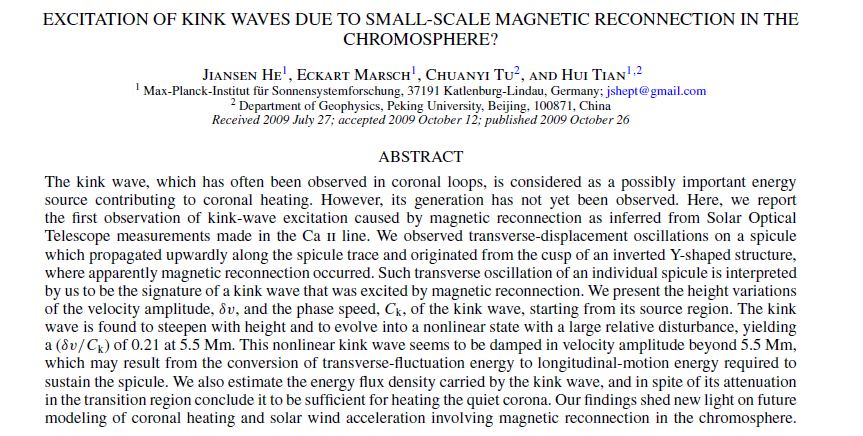 EXCITATION OF KINK WAVES DUE TO SMALL-SCALE MAGNETIC RECONNECTION IN THE
CHROMOSPHERE?
JIANSEN HE1, ECKART MARSCH1, CHUANYI TU2, AND HUI TIAN1,2
1 Max-Planck-Institut für Sonnensystemforschung, 37191 Katlenburg-Lindau, Germany; jshept@gmail.com
2 Department of Geophysics, Peking University, Beijing, 100871, China
Received 2009 July 27; accepted 2009 October 12; published 2009 October 26
ABSTRACT
The kink wave, which has often been observed in coronal loops, is considered as a possibly important energy
source contributing to coronal heating. However, its generation has not yet been observed. Here, we report
the first observation of kink-wave excitation caused by magnetic reconnection as inferred from Solar Optical
Telescope measurements made in the Ca II line. We observed transverse-displacement oscillations on a spicule
which propagated upwardly along the spicule trace and originated from the cusp of an inverted Y-shaped structure,
where apparently magnetic reconnection occurred. Such transverse oscillation of an individual spicule is interpreted
by us to be the signature of a kink wave that was excited by magnetic reconnection. We present the height variations
of the velocity amplitude, δv, and the phase speed, Ck, of the kink wave, starting from its source region. The kink
wave is found to steepen with height and to evolve into a nonlinear state with a large relative disturbance, yielding
a (δv/Ck) of 0.21 at 5.5 Mm. This nonlinear kink wave seems to be damped in velocity amplitude beyond 5.5 Mm,
which may result from the conversion of transverse-fluctuation energy to longitudinal-motion energy required to
sustain the spicule. We also estimate the energy flux density carried by the kink wave, and in spite of its attenuation
in the transition region conclude it to be sufficient for heating the quiet corona. Our findings shed new light on future
modeling of coronal heating and solar wind acceleration involving magnetic reconnection in the chromosphere.